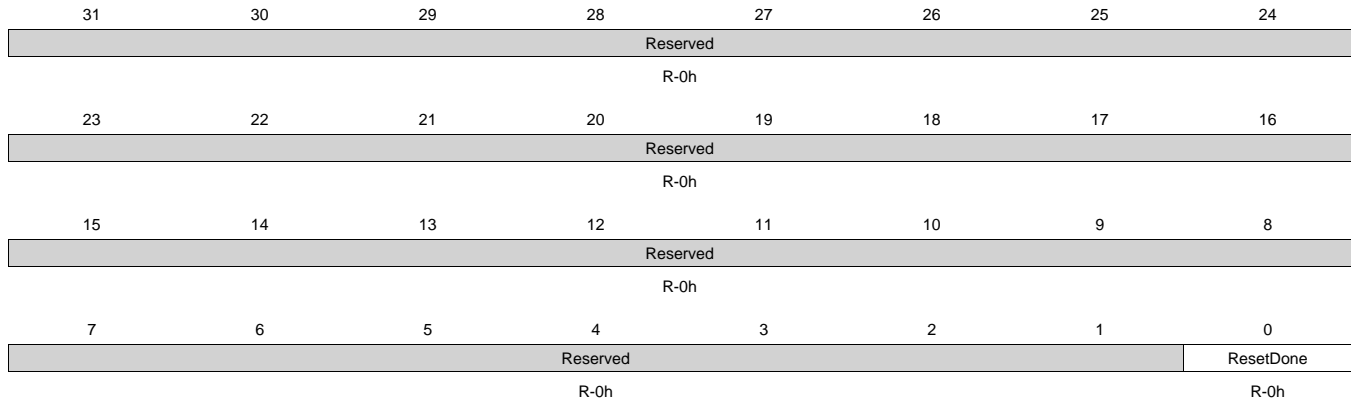 31 30 29 28 27 26 25 24
Reserved
R-0h
23 22 21 20 19 18 17 16
Reserved
R-0h
15 14 13 12 11 10 9 8
Reserved
R-0h
7 6 5 4 3 2 1 0
Reserved ResetDone
R-0h R-0h